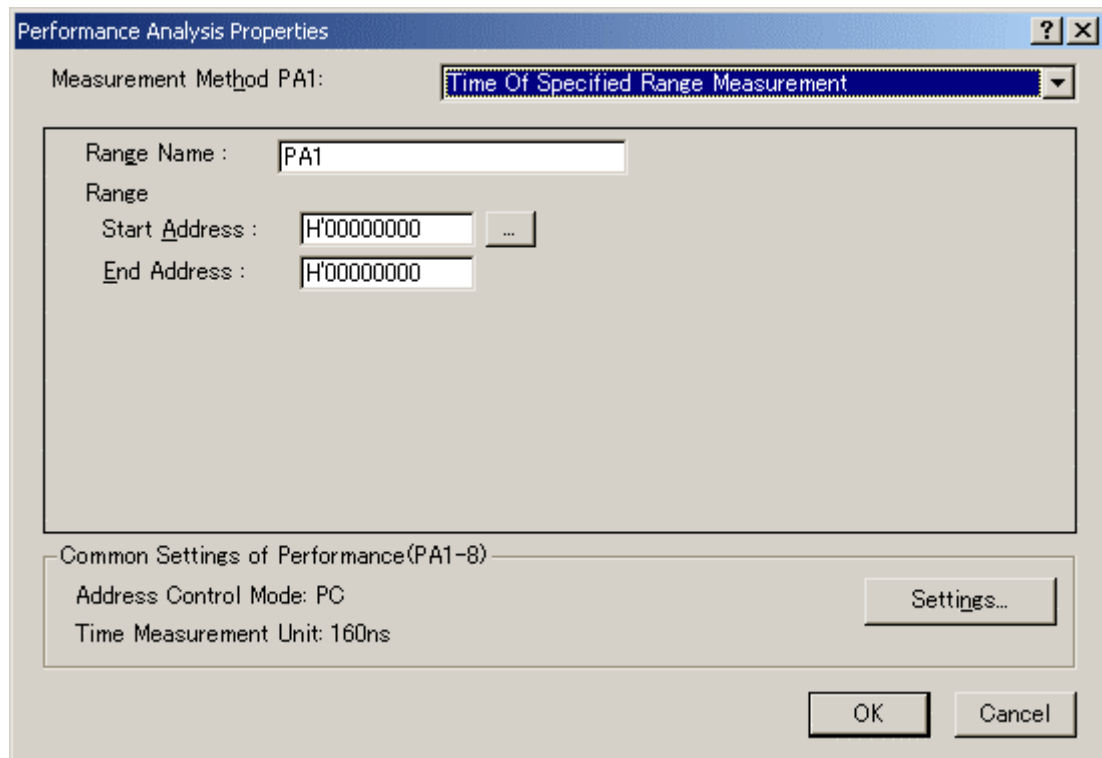 Performance Analysis Properties
Measurement Method PA1: Time Of Specified Range Measurement
Range Name : PA1
Range
Start Address : H'00000000 ...
End Address : H'00000000
Common Settings of Performance(PA1-8)
Address Control Mode: PC
Settings...
Time Measurement Unit: 160ns
OK Cancel